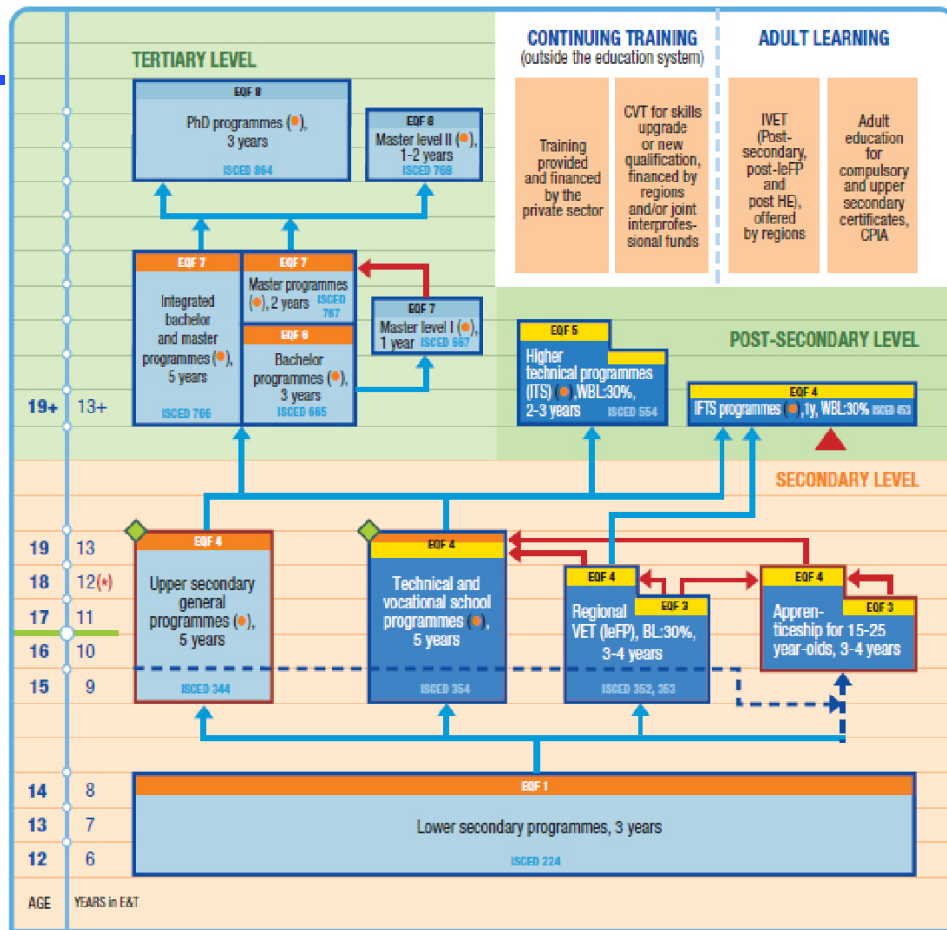 TERTIARY LEVEL
EQF 8
PhD programmes (●),
3 years
ISCED 864
EQF 8
Master level II (●),
1-2 years
ISCED 768
CONTINUING TRAINING
(outside the education system)
Training
provided
and financed
by the
private sector
CVT for skills
upgrade
or new
qualification,
financed by
regions
and/or joint
interprofes-
sional funds
ADULT LEARNING
IVET
(Post-
secondary,
post-IeFP
and
post HE),
offered
by regions
Adult
education
for
compulsory
and upper
secondary
certificates,
CPIA
EQF 7
Integrated
bachelor
and master
programmes (●),
5 years
ISCED 766
EQF 7
Master programmes
(●), 2 years ISCED
767
EQF 6
Bachelor
programmes (●),
3 years
ISCED 665
EQF 7
Master level I (●),
1 year ISCED 667
POST-SECONDARY LEVEL
EQF 5
Higher
technical programmes
(ITS) (●),WBL:30%,
2-3 years
ISCED 554
EQF 4
IFTS programmes (●),1y, WBL:30% ISCED 453
19+ 13+
SECONDARY LEVEL
19 13
18 12(*)
17 11
16 10
15 9
EQF 4
Upper secondary
general
programmes (●),
5 years
ISCED 344
EQF 4
Technical and
vocational school
programmes (●),
5 years
ISCED 354
EQF 4
EQF 3
Regional
VET (IeFP), BL:30%,
3-4 years
ISCED 352, 353
EQF 4
EQF 3
Appren-
ticeship for 15-25
year-olds, 3-4 years
14 8
13 7
12 6
EQF 1
Lower secondary programmes, 3 years
ISCED 224
AGE YEARS in E&T